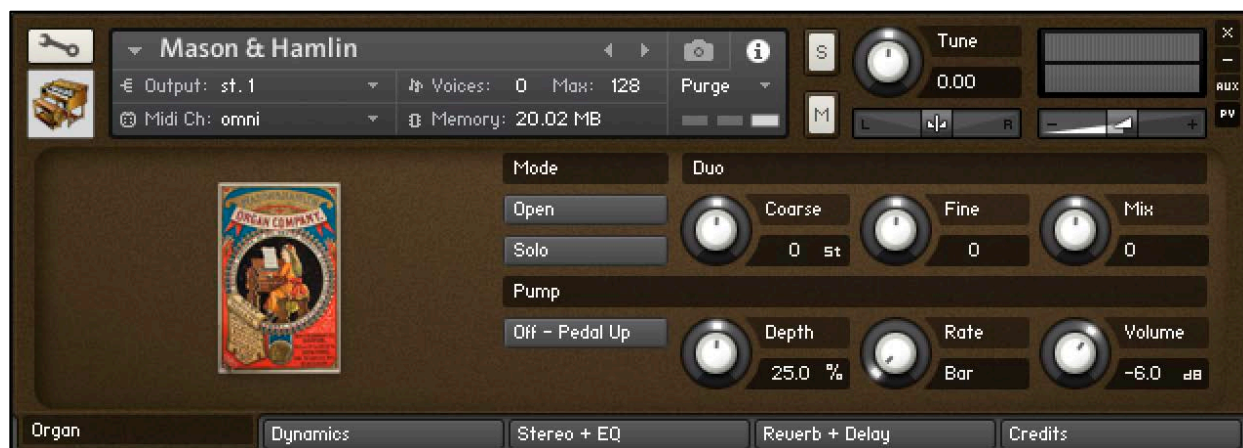 Mason & Hamlin
Output: st. 1
Voices: 0 Max: 128
Purge
Midi Ch: omni
Memory: 20.02 MB
S
M
Tune
0.00
L R
- +
×
-
AUX
PV
ORGAN COMPANY.
Mode
Duo
Open
Coarse
Fine
Mix
Solo
0 st
0
0
Pump
Off - Pedal Up
Depth
Rate
Volume
25.0 %
Bar
-6.0 dB
Organ
Dynamics
Stereo + EQ
Reverb + Delay
Credits